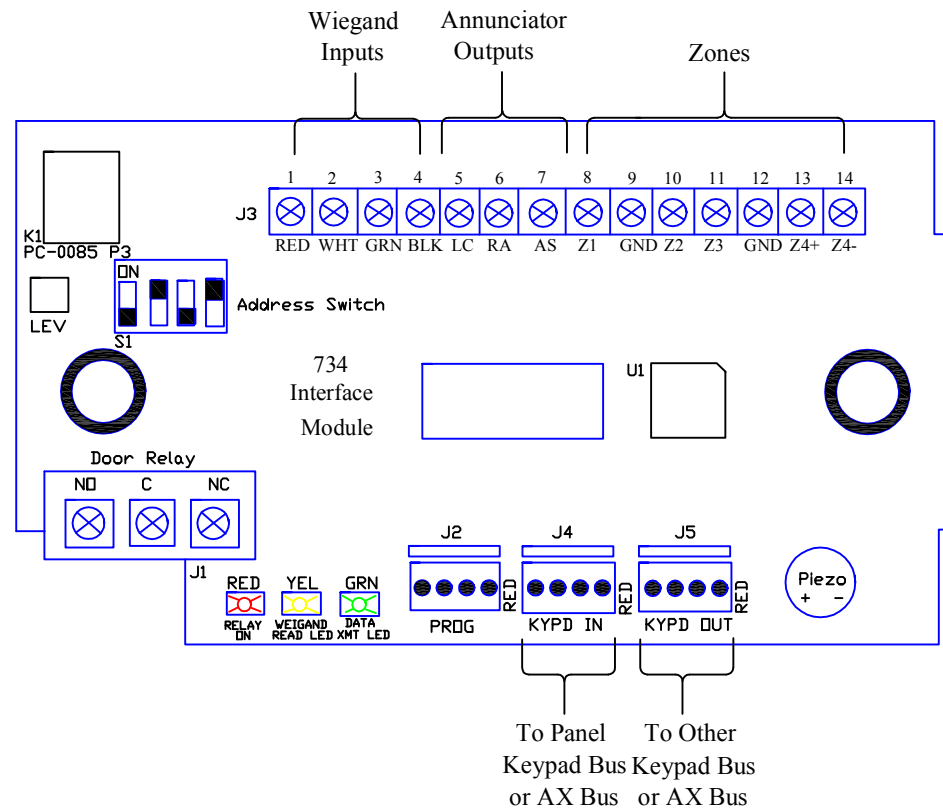 Wiegand Inputs
Annunciator Outputs
Zones
1 2 3 4 5 6 7 8 9 10 11 12 13 14
J3
RED WHT GRN BLK LC RA AS Z1 GND Z2 Z3 GND Z4+ Z4-
K1
PC-0085 P3
ON
Address Switch
LEV
S1
734
Interface
Module
U1
Door Relay
NO C NC
J1
J2 J4 J5
RED YEL GRN
RELAY ON
WEIGAND READ LED
DATA XMT LED
RED
RED
RED
PROG KYPD IN KYPD OUT
Piezo
+ -
To Panel
Keypad Bus
or AX Bus
To Other
Keypad Bus
or AX Bus